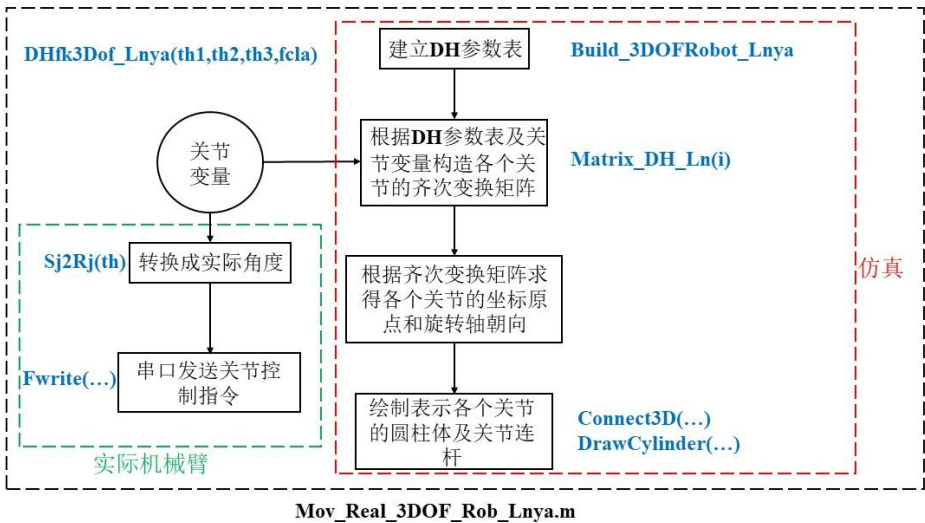 DHfk3Dof_Lnya(th1,th2,th3,fcla)
建立DH参数表
Build_3DOFRobot_Lnya
关节
变量
根据DH参数表及关
节变量构造各个关
节的齐次变换矩阵
Matrix_DH_Ln(i)
Sj2Rj(th)
转换成实际角度
根据齐次变换矩阵求
得各个关节的坐标原
点和旋转轴朝向
仿真
Fwrite(…)
串口发送关节控
制指令
绘制表示各个关节
的圆柱体及关节连
杆
Connect3D(…)
DrawCylinder(…)
实际机械臂
Mov_Real_3DOF_Rob_Lnya.m